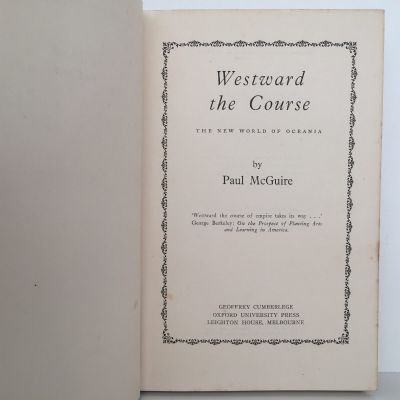 Westward
the Course
THE NEW WORLD OF OCEANIA
by
Paul McGuire
'Westward the course of empire takes its way . . .'
George Berkeley: On the Prospect of Planting Arts
and Learning in America.
GEOFFREY CUMBERLEGE
OXFORD UNIVERSITY PRESS
LEIGHTON HOUSE, MELBOURNE